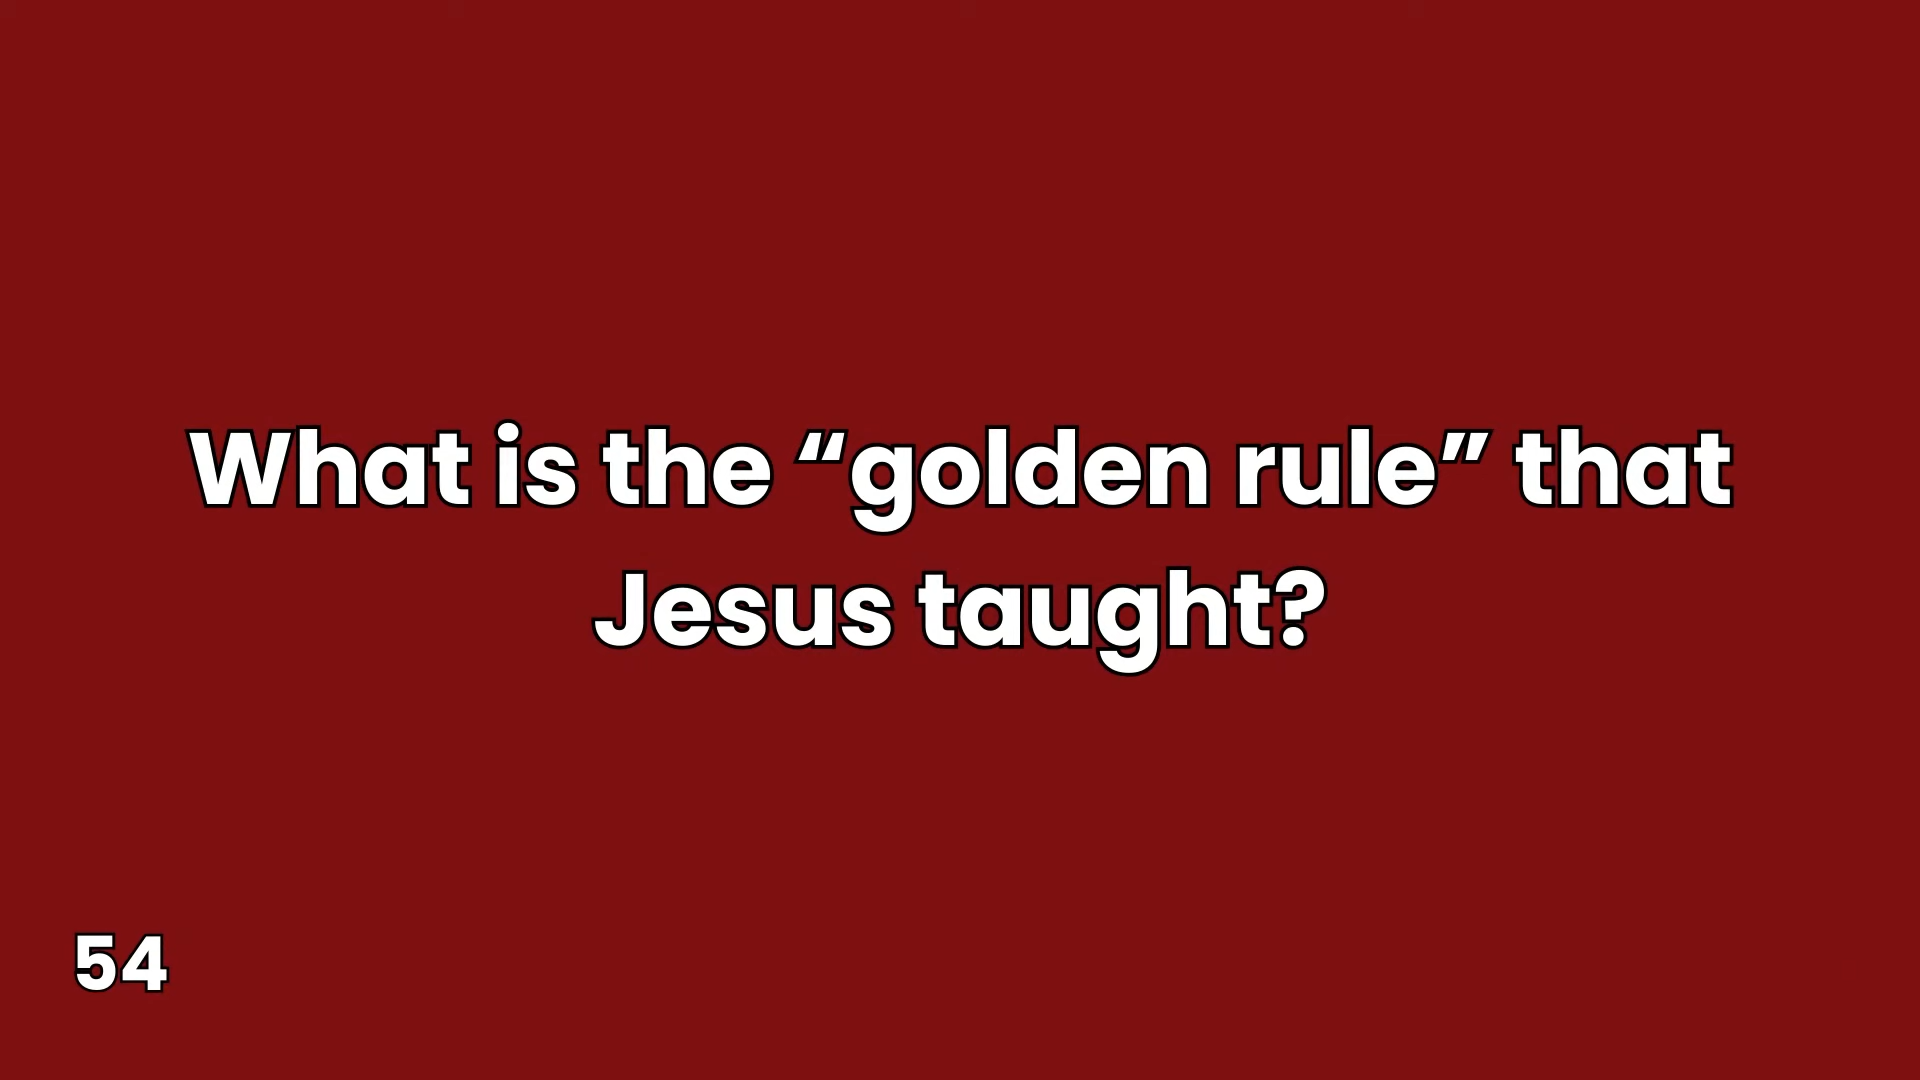 What is the “golden rule” that
Jesus taught?
54